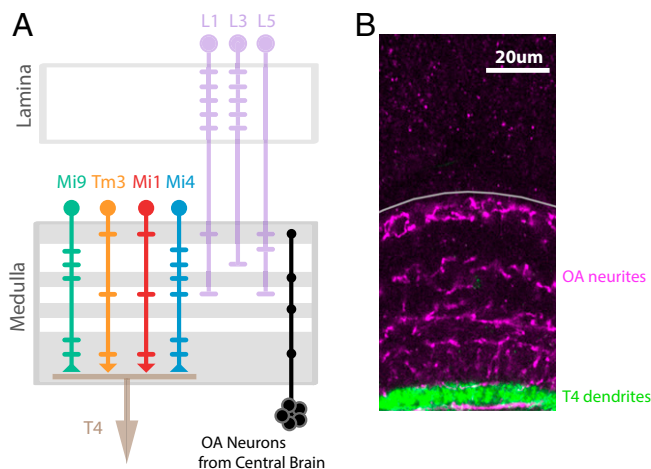 A
L1 L3 L5
Lamina
Mi9 Tm3 Mi1 Mi4
Medulla
T4
OA Neurons
from Central Brain
B
20um
OA neurites
T4 dendrites